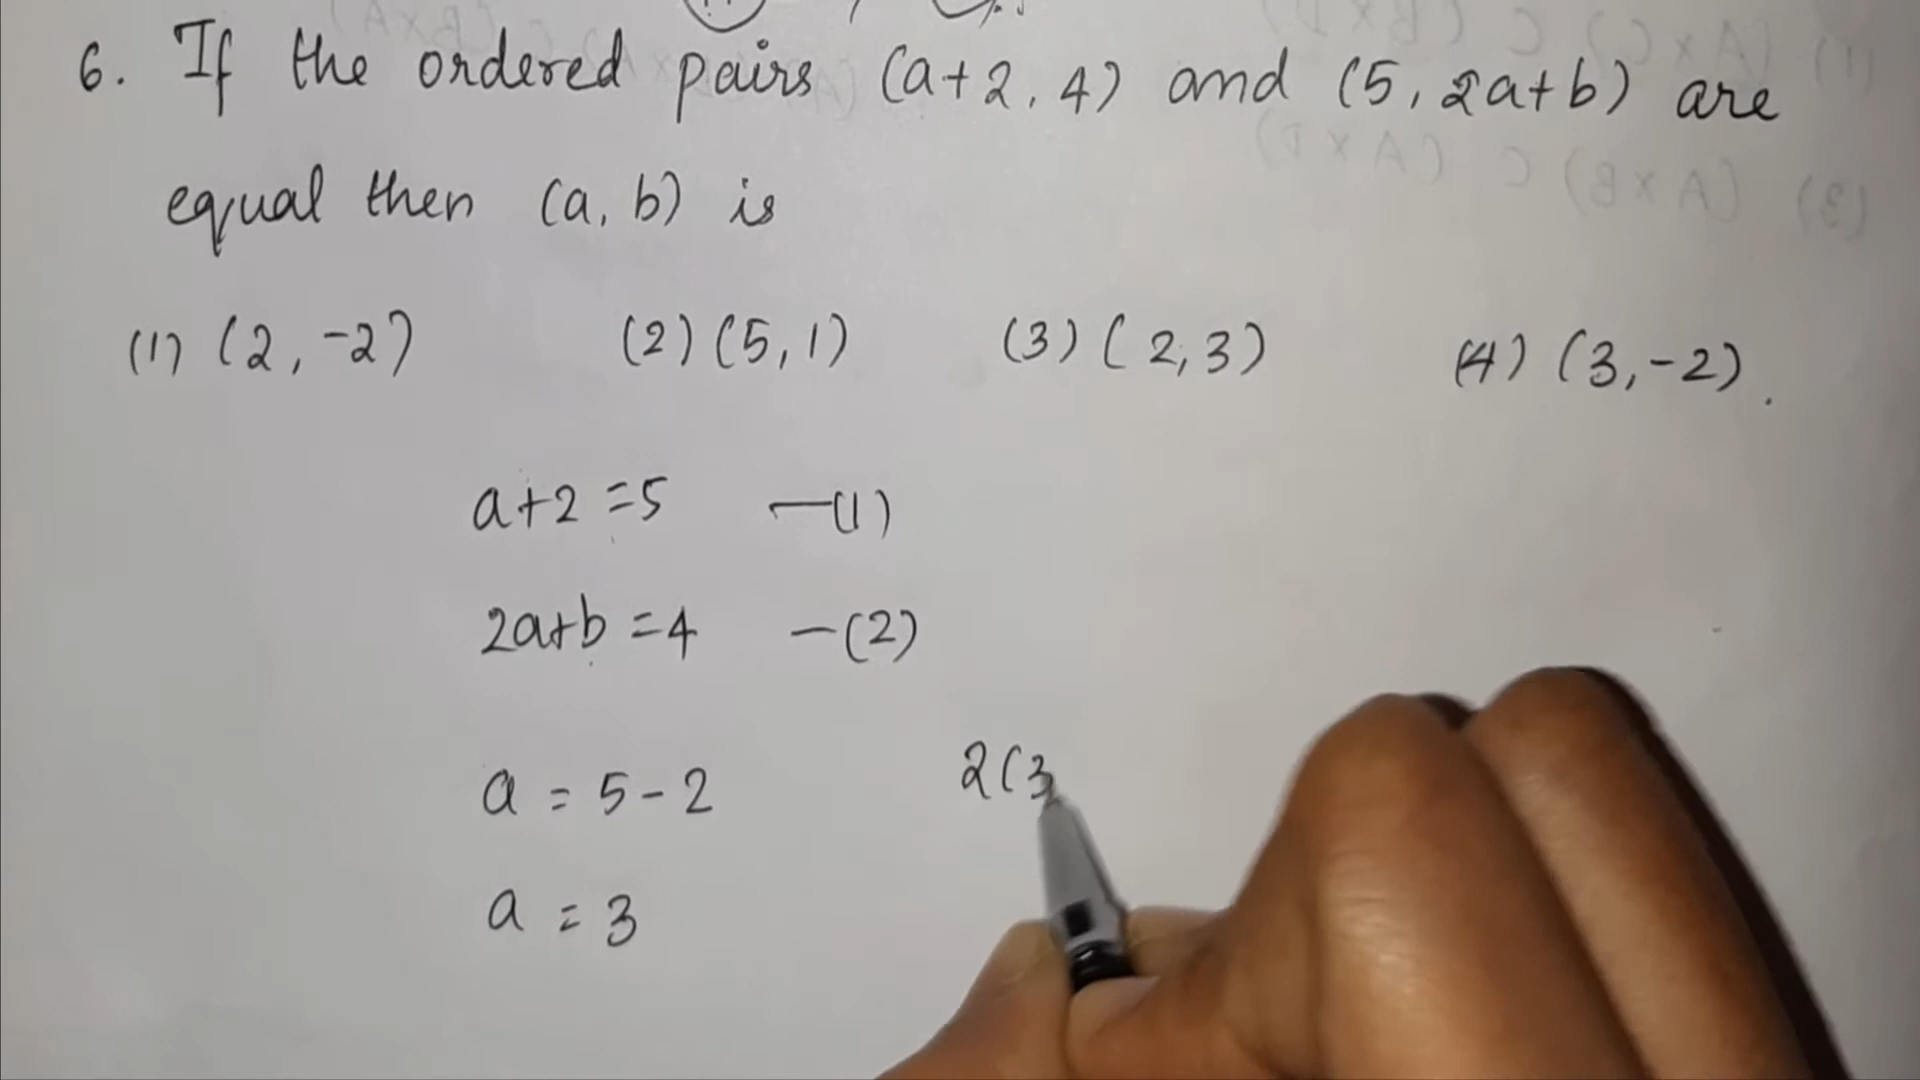 6. If the ordered pairs (a+2, 4) and (5, 2a+b) are
equal then (a, b) is
(1) (2, -2) (2) (5, 1) (3) (2, 3) (4) (3, -2).
a+2 = 5 —(1)
2a+b = 4 —(2)
a = 5 - 2 2(3
a = 3